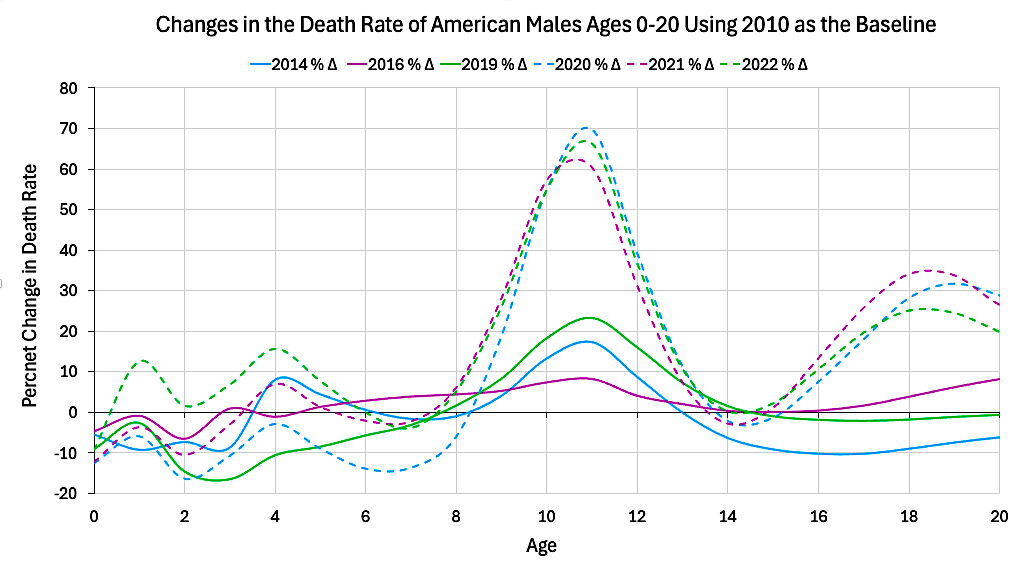 Changes in the Death Rate of American Males Ages 0-20 Using 2010 as the Baseline
2014 % Δ 2016 % Δ 2019 % Δ 2020 % Δ 2021 % Δ 2022 % Δ
Percnet Change in Death Rate
80
70
60
50
40
30
20
10
0
-10
-20
0 2 4 6 8 10 12 14 16 18 20
Age